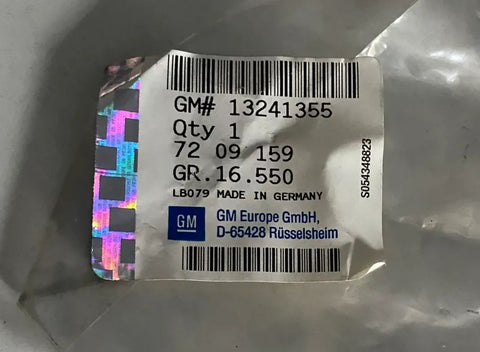 GM# 13241355
Qty 1
72 09 159
GR.16.550
LB079 MADE IN GERMANY
GM
GM Europe GmbH,
D-65428 Rüsselsheim
S054348823